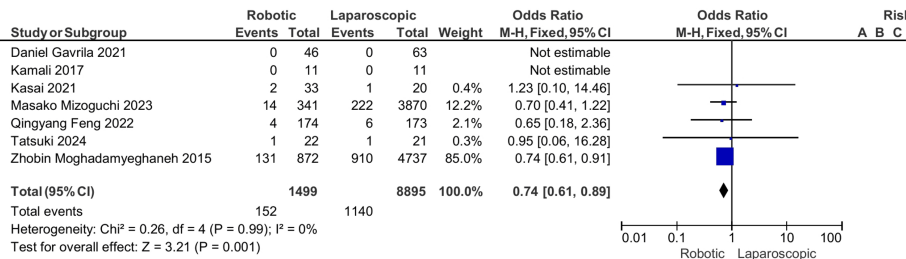 Robotic Laparoscopic Odds Ratio Odds Ratio Ris
Study or Subgroup Events Total Events Total Weight M-H, Fixed, 95% CI M-H, Fixed, 95% CI A B C
Daniel Gavrila 2021 0 46 0 63 Not estimable
Kamali 2017 0 11 0 11 Not estimable
Kasai 2021 2 33 1 20 0.4% 1.23 [0.10, 14.46]
Masako Mizoguchi 2023 14 341 222 3870 12.2% 0.70 [0.41, 1.22]
Qingyang Feng 2022 4 174 6 173 2.1% 0.65 [0.18, 2.36]
Tatsuki 2024 1 22 1 21 0.3% 0.95 [0.06, 16.28]
Zhobin Moghadamyeghaneh 2015 131 872 910 4737 85.0% 0.74 [0.61, 0.91]
Total (95% CI) 1499 8895 100.0% 0.74 [0.61, 0.89]
Total events 152 1140
Heterogeneity: Chi² = 0.26, df = 4 (P = 0.99); I² = 0%
Test for overall effect: Z = 3.21 (P = 0.001)
0.01 0.1 1 10 100
Robotic Laparoscopic